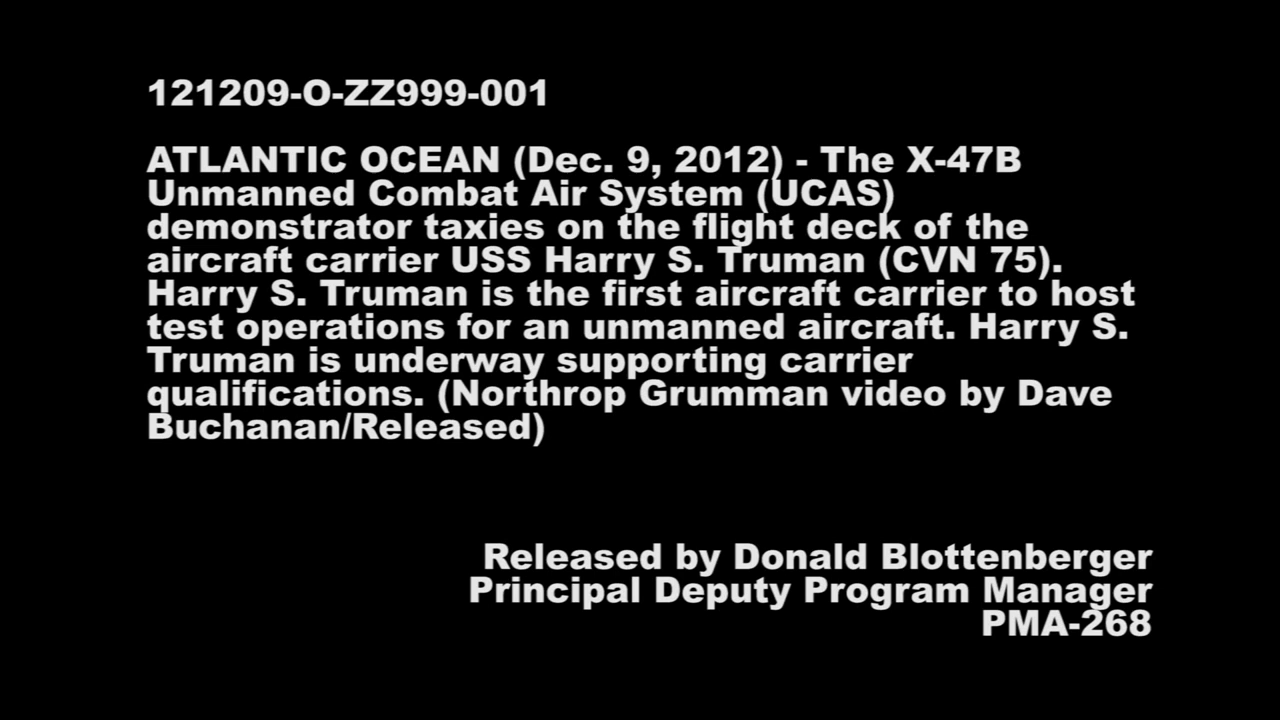 121209-O-ZZ999-001
ATLANTIC OCEAN (Dec. 9, 2012) - The X-47B
Unmanned Combat Air System (UCAS)
demonstrator taxies on the flight deck of the
aircraft carrier USS Harry S. Truman (CVN 75).
Harry S. Truman is the first aircraft carrier to host
test operations for an unmanned aircraft. Harry S.
Truman is underway supporting carrier
qualifications. (Northrop Grumman video by Dave
Buchanan/Released)
Released by Donald Blottenberger
Principal Deputy Program Manager
PMA-268